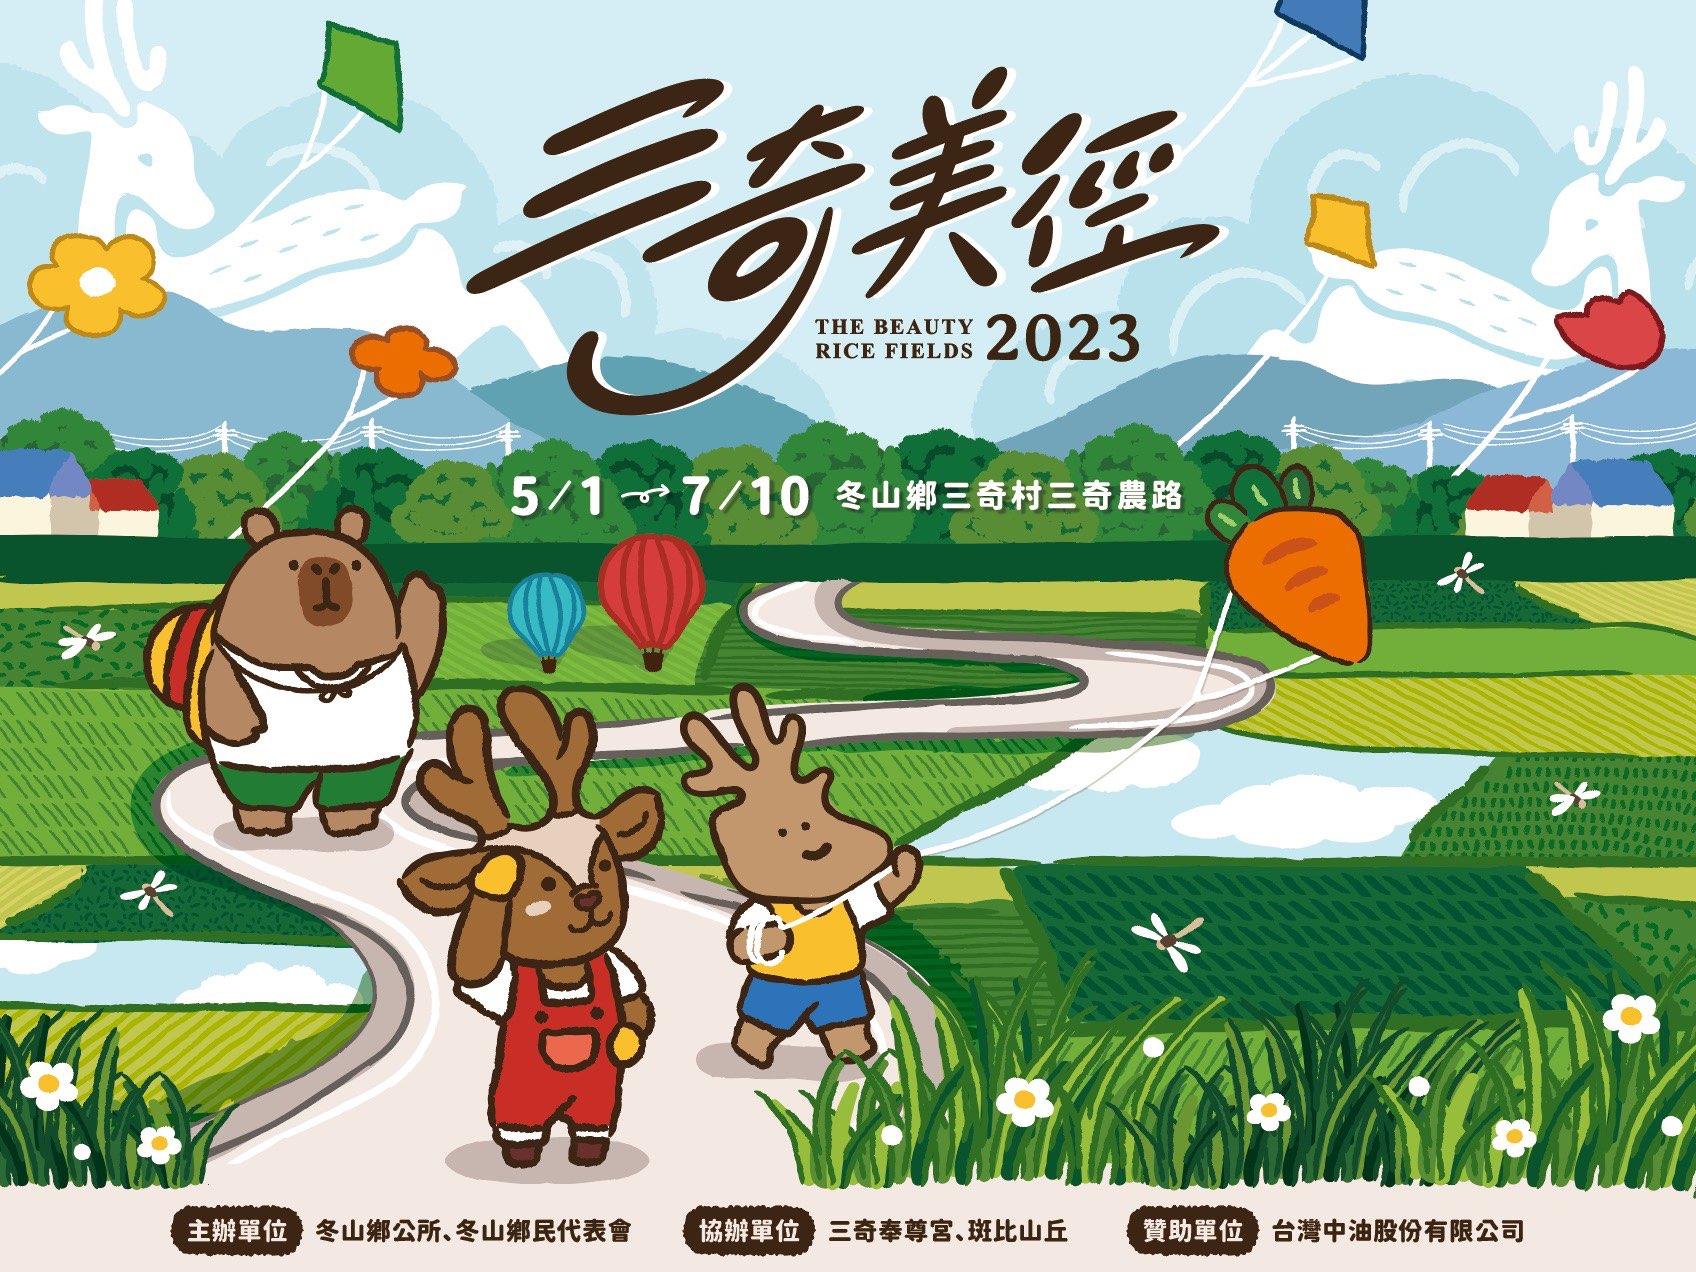 三奇美徑
THE BEAUTY
RICE FIELDS 2023
5/1 → 7/10 冬山鄉三奇村三奇農路
主辦單位 冬山鄉公所、冬山鄉民代表會 協辦單位 三奇奉尊宮、斑比山丘 贊助單位 台灣中油股份有限公司